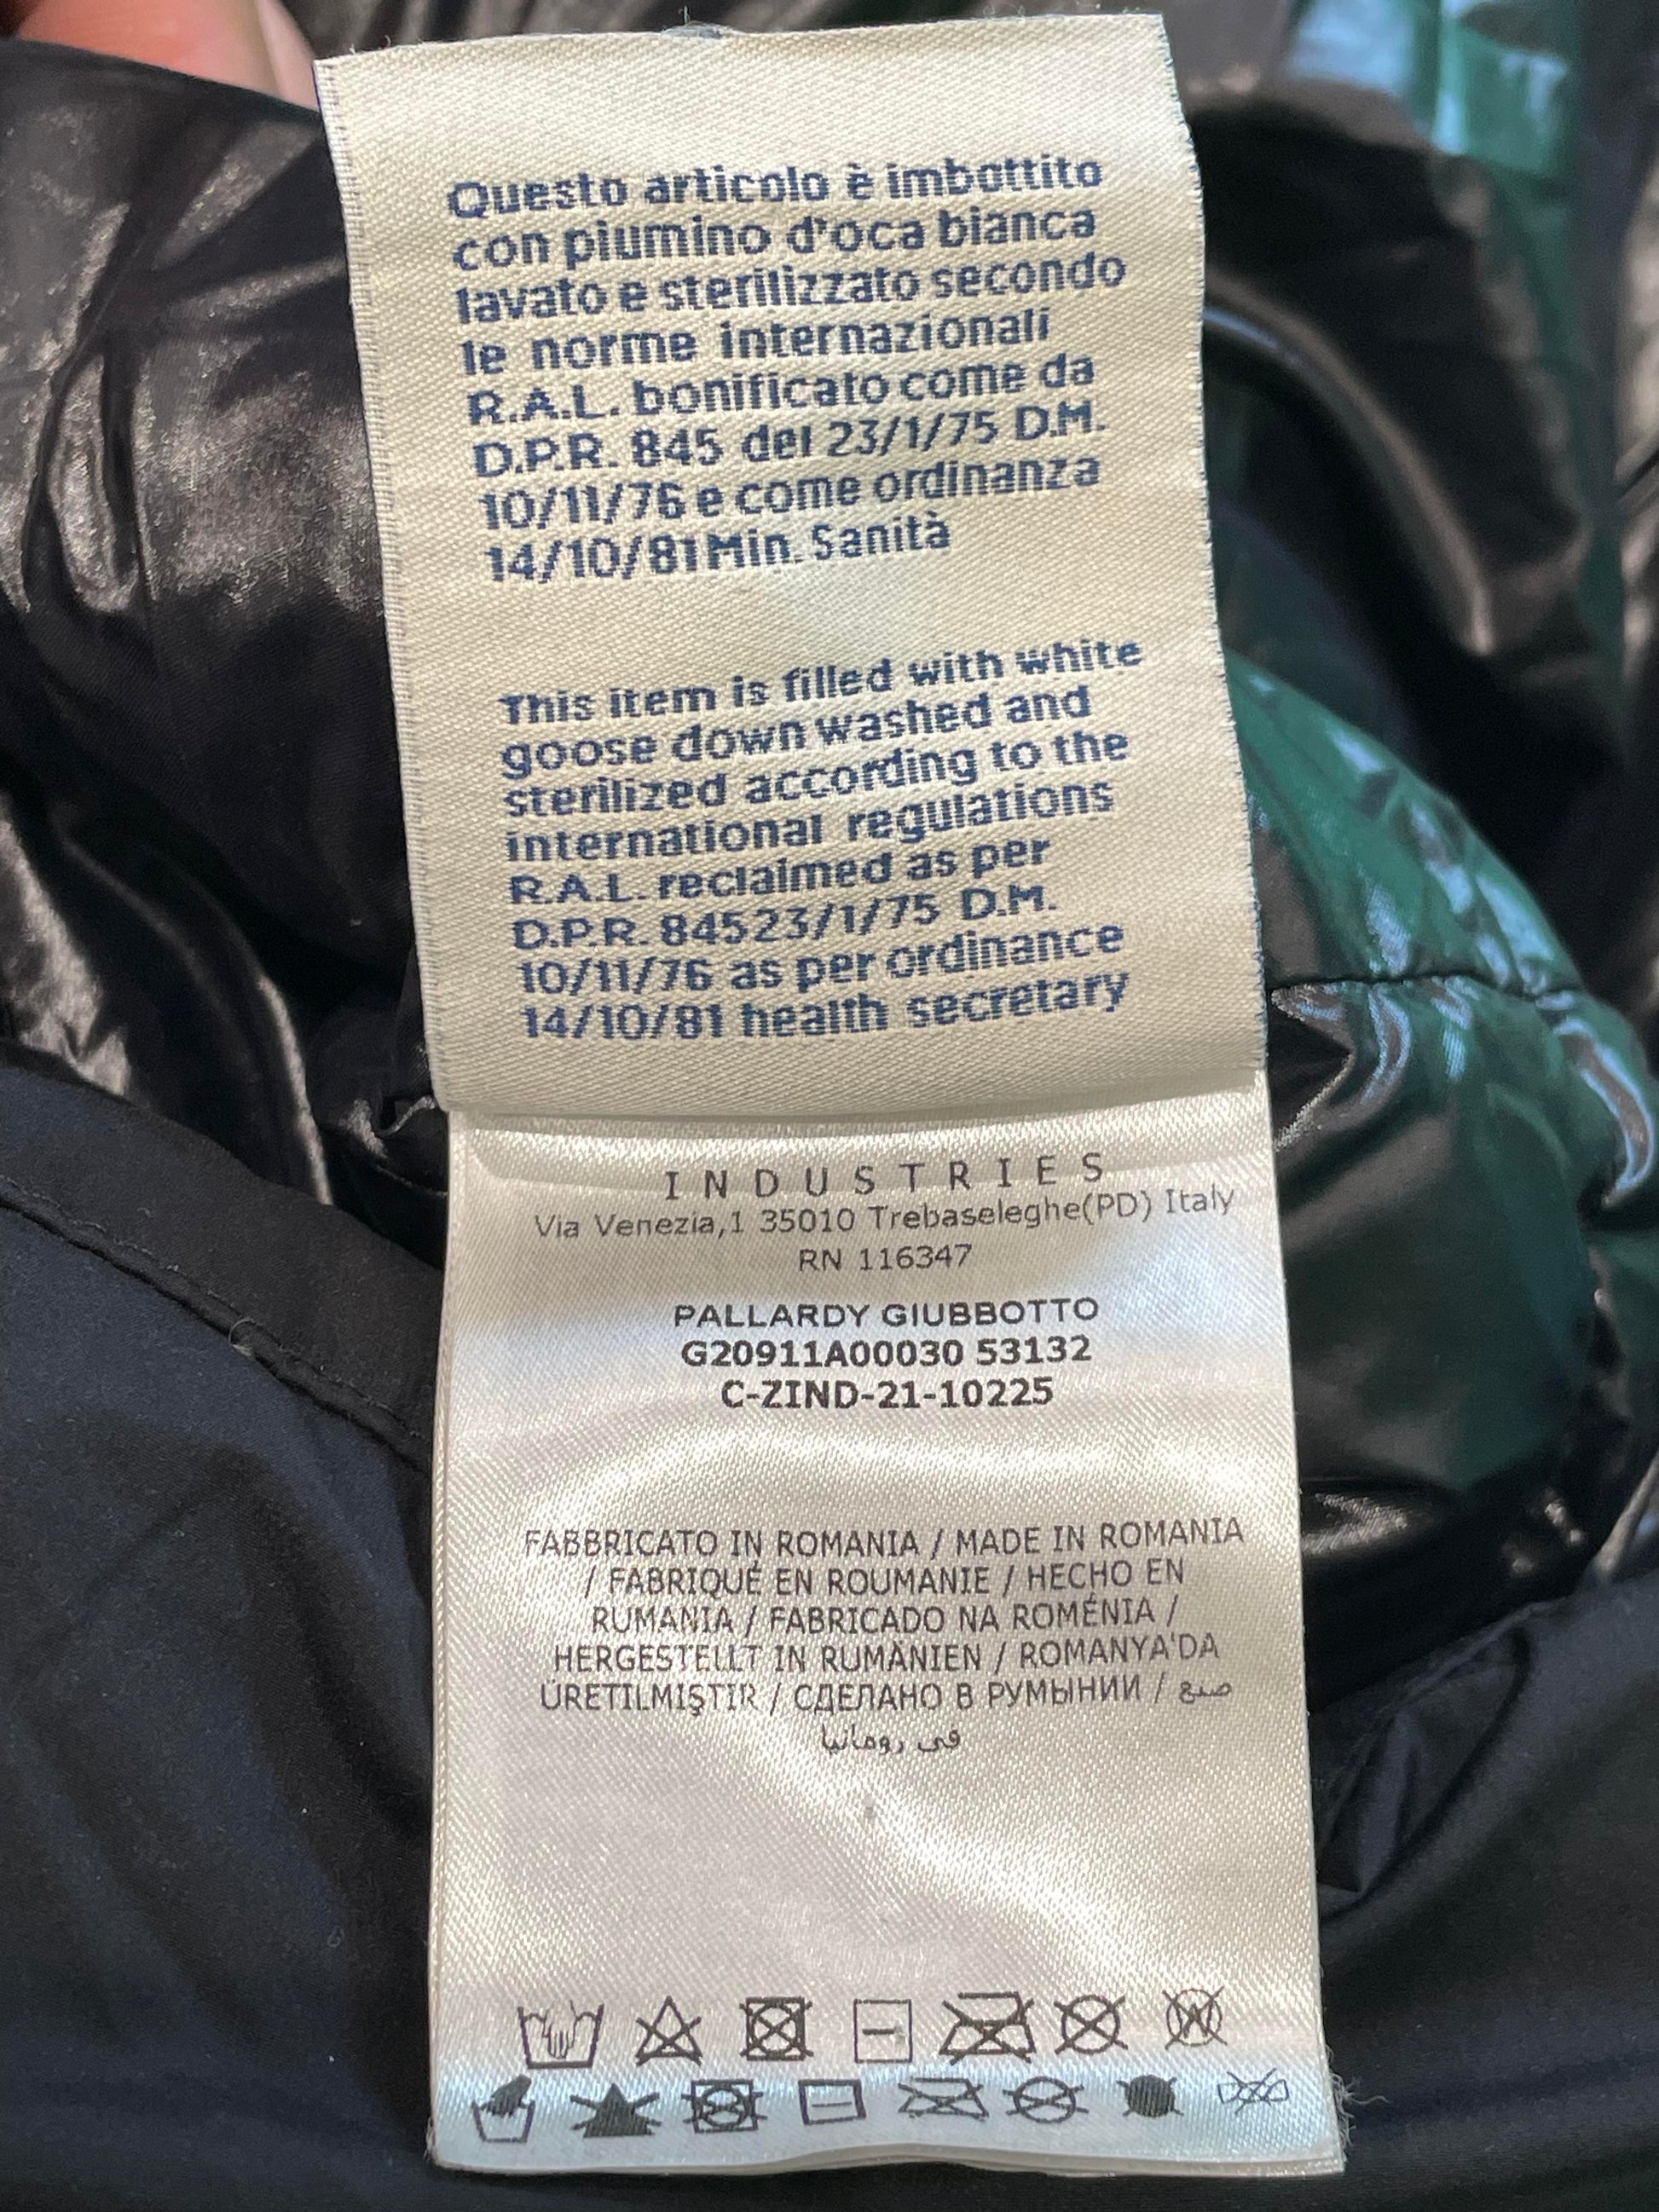 Questo articolo è imbottito
con piumino d'oca bianca
lavato e sterilizzato secondo
le norme internazionali
R.A.L. bonificato come da
D.P.R. 845 del 23/1/75 D.M.
10/11/76 e come ordinanza
14/10/81 Min. Sanità
This item is filled with white
goose down washed and
sterilized according to the
international regulations
R.A.L. reclaimed as per
D.P.R. 84523/1/75 D.M.
10/11/76 as per ordinance
14/10/81 health secretary
INDUSTRIES
Via Venezia,1 35010 Trebaseleghe(PD) Italy
RN 116347
PALLARDY GIUBBOTTO
G20911A00030 53132
C-ZIND-21-10225
FABBRICATO IN ROMANIA / MADE IN ROMANIA
/ FABRIQUÉ EN ROUMANIE / HECHO EN
RUMANIA / FABRICADO NA ROMÉNIA /
HERGESTELLT IN RUMÄNIEN / ROMANYA'DA
ÜRETILMIŞTIR / СДЕЛАНО В РУМЫНИИ / صنع
في رومانيا